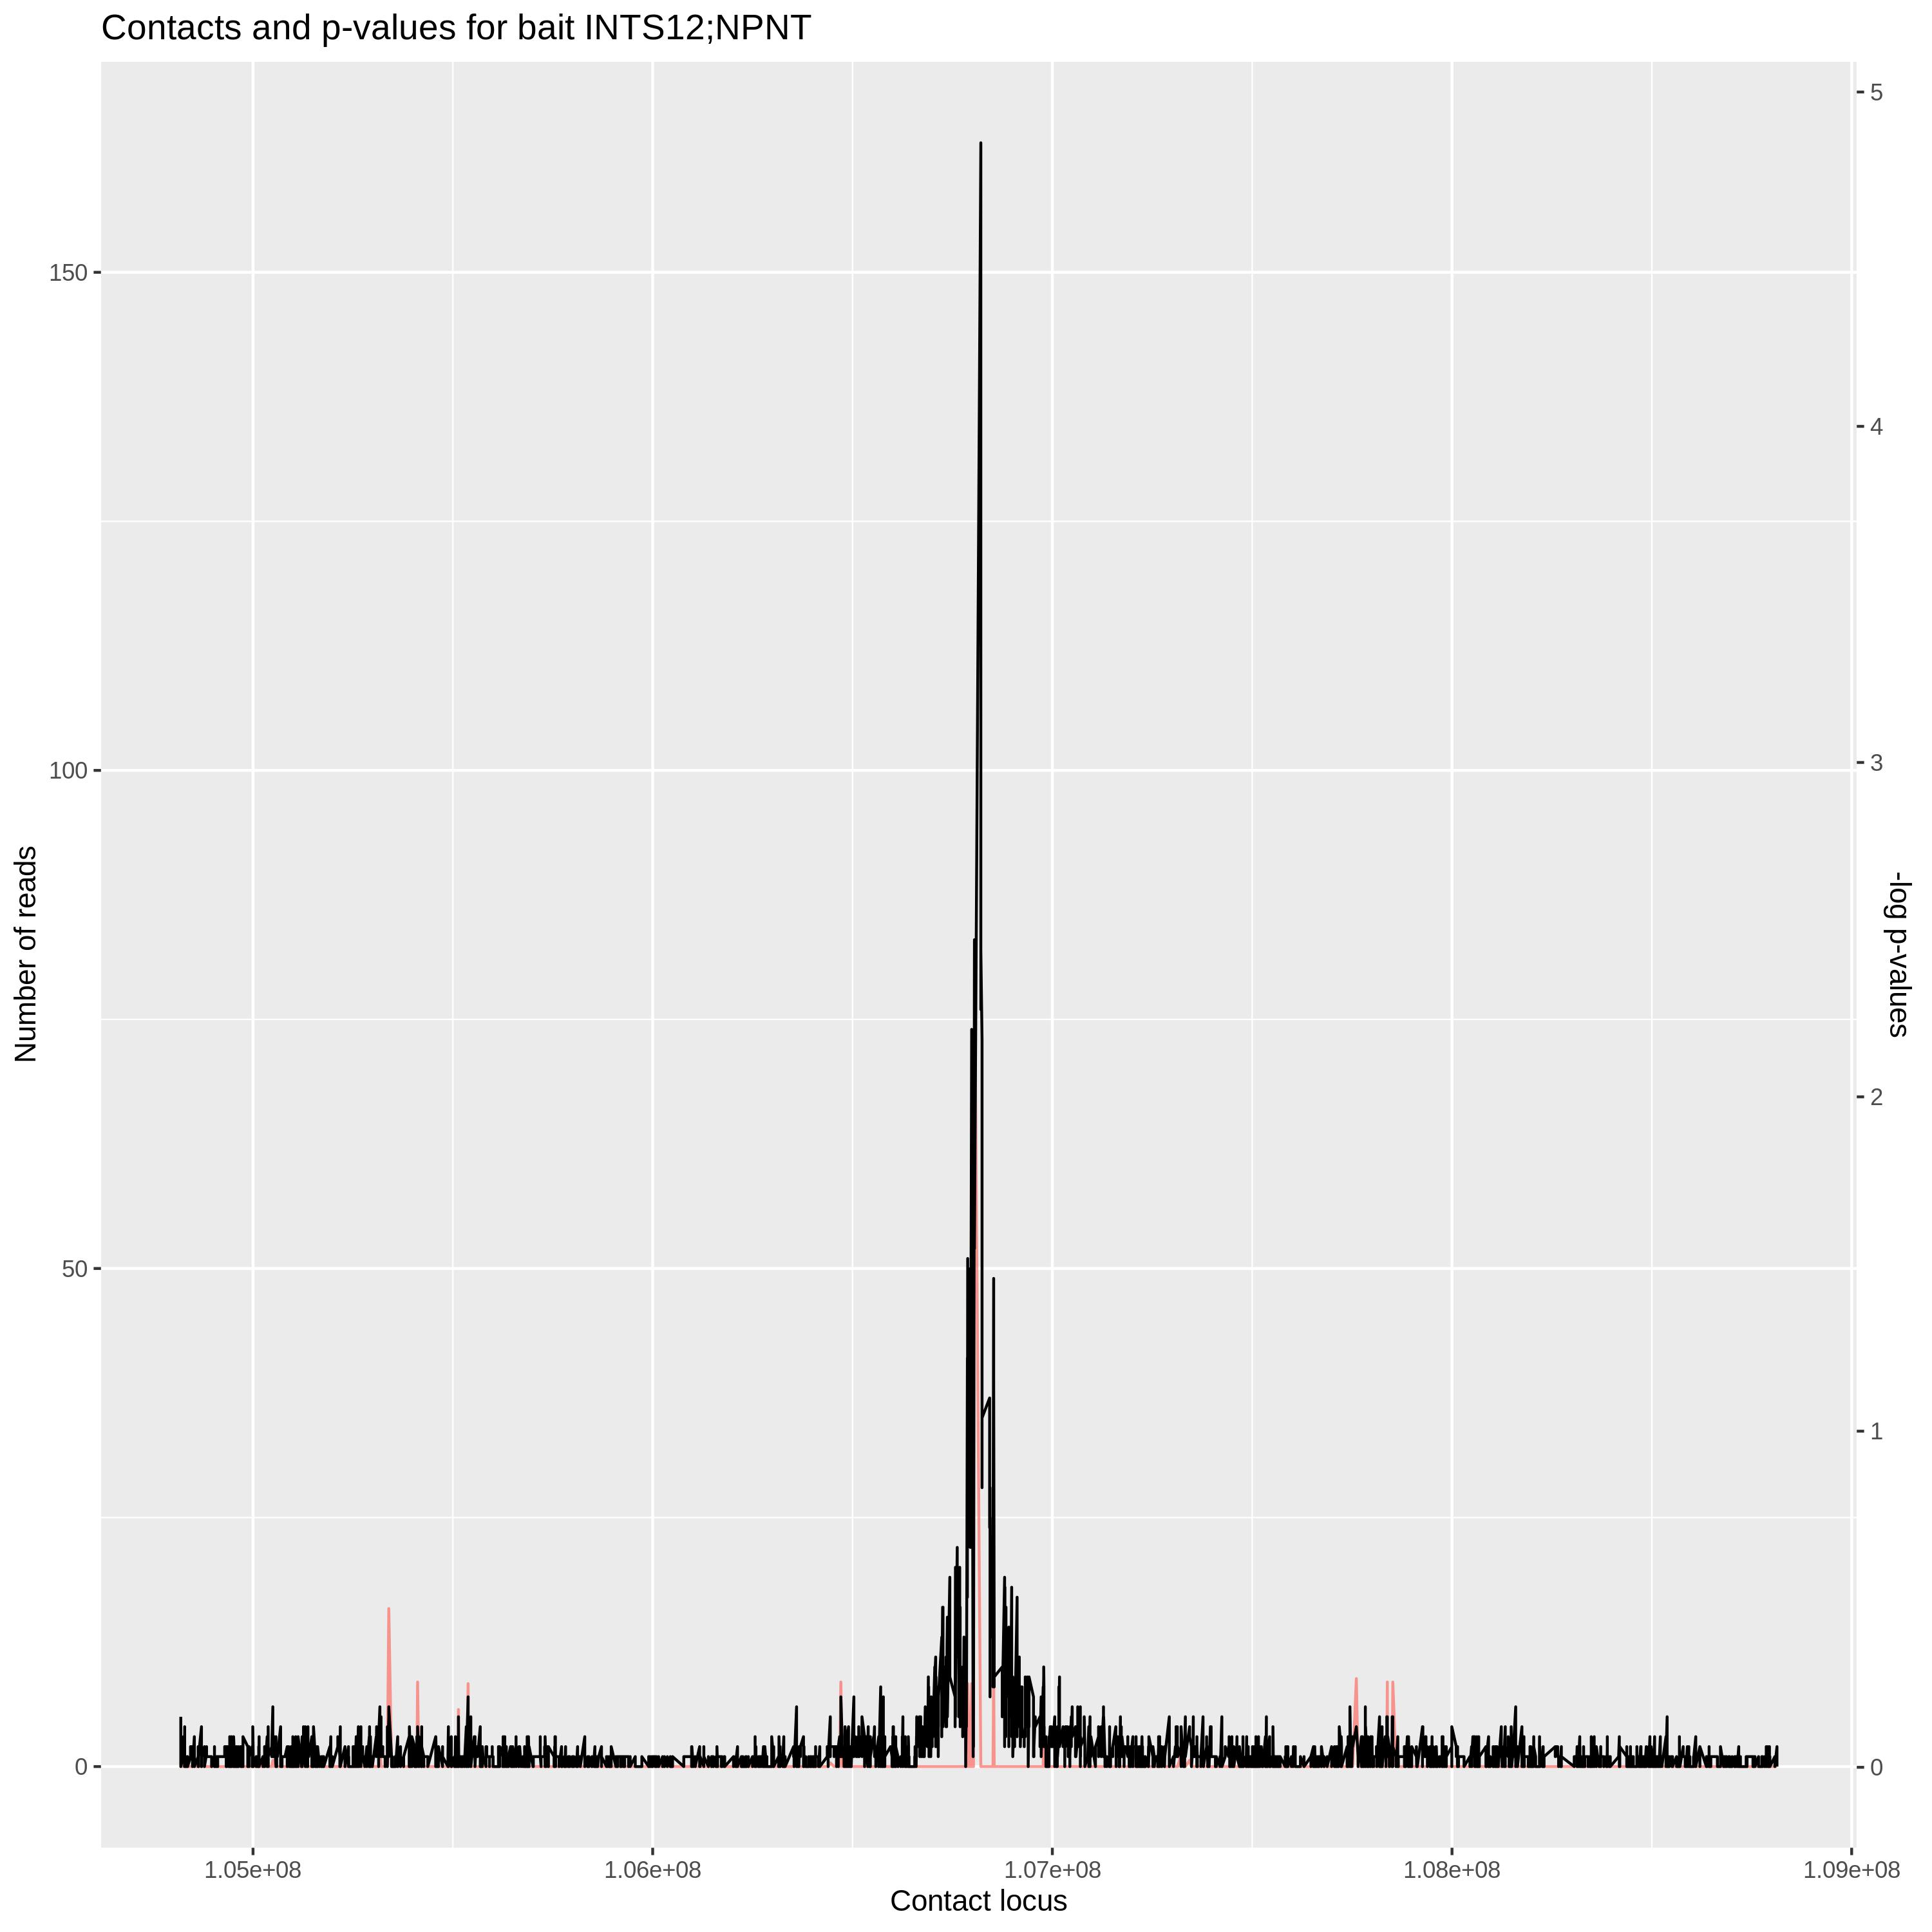 Contacts and p-values for bait INTS12;NPNT
Number of reads
150
100
50
0
5
4
3
2
1
0
-log p-values
1.05e+08 1.06e+08 1.07e+08 1.08e+08 1.09e+08
Contact locus